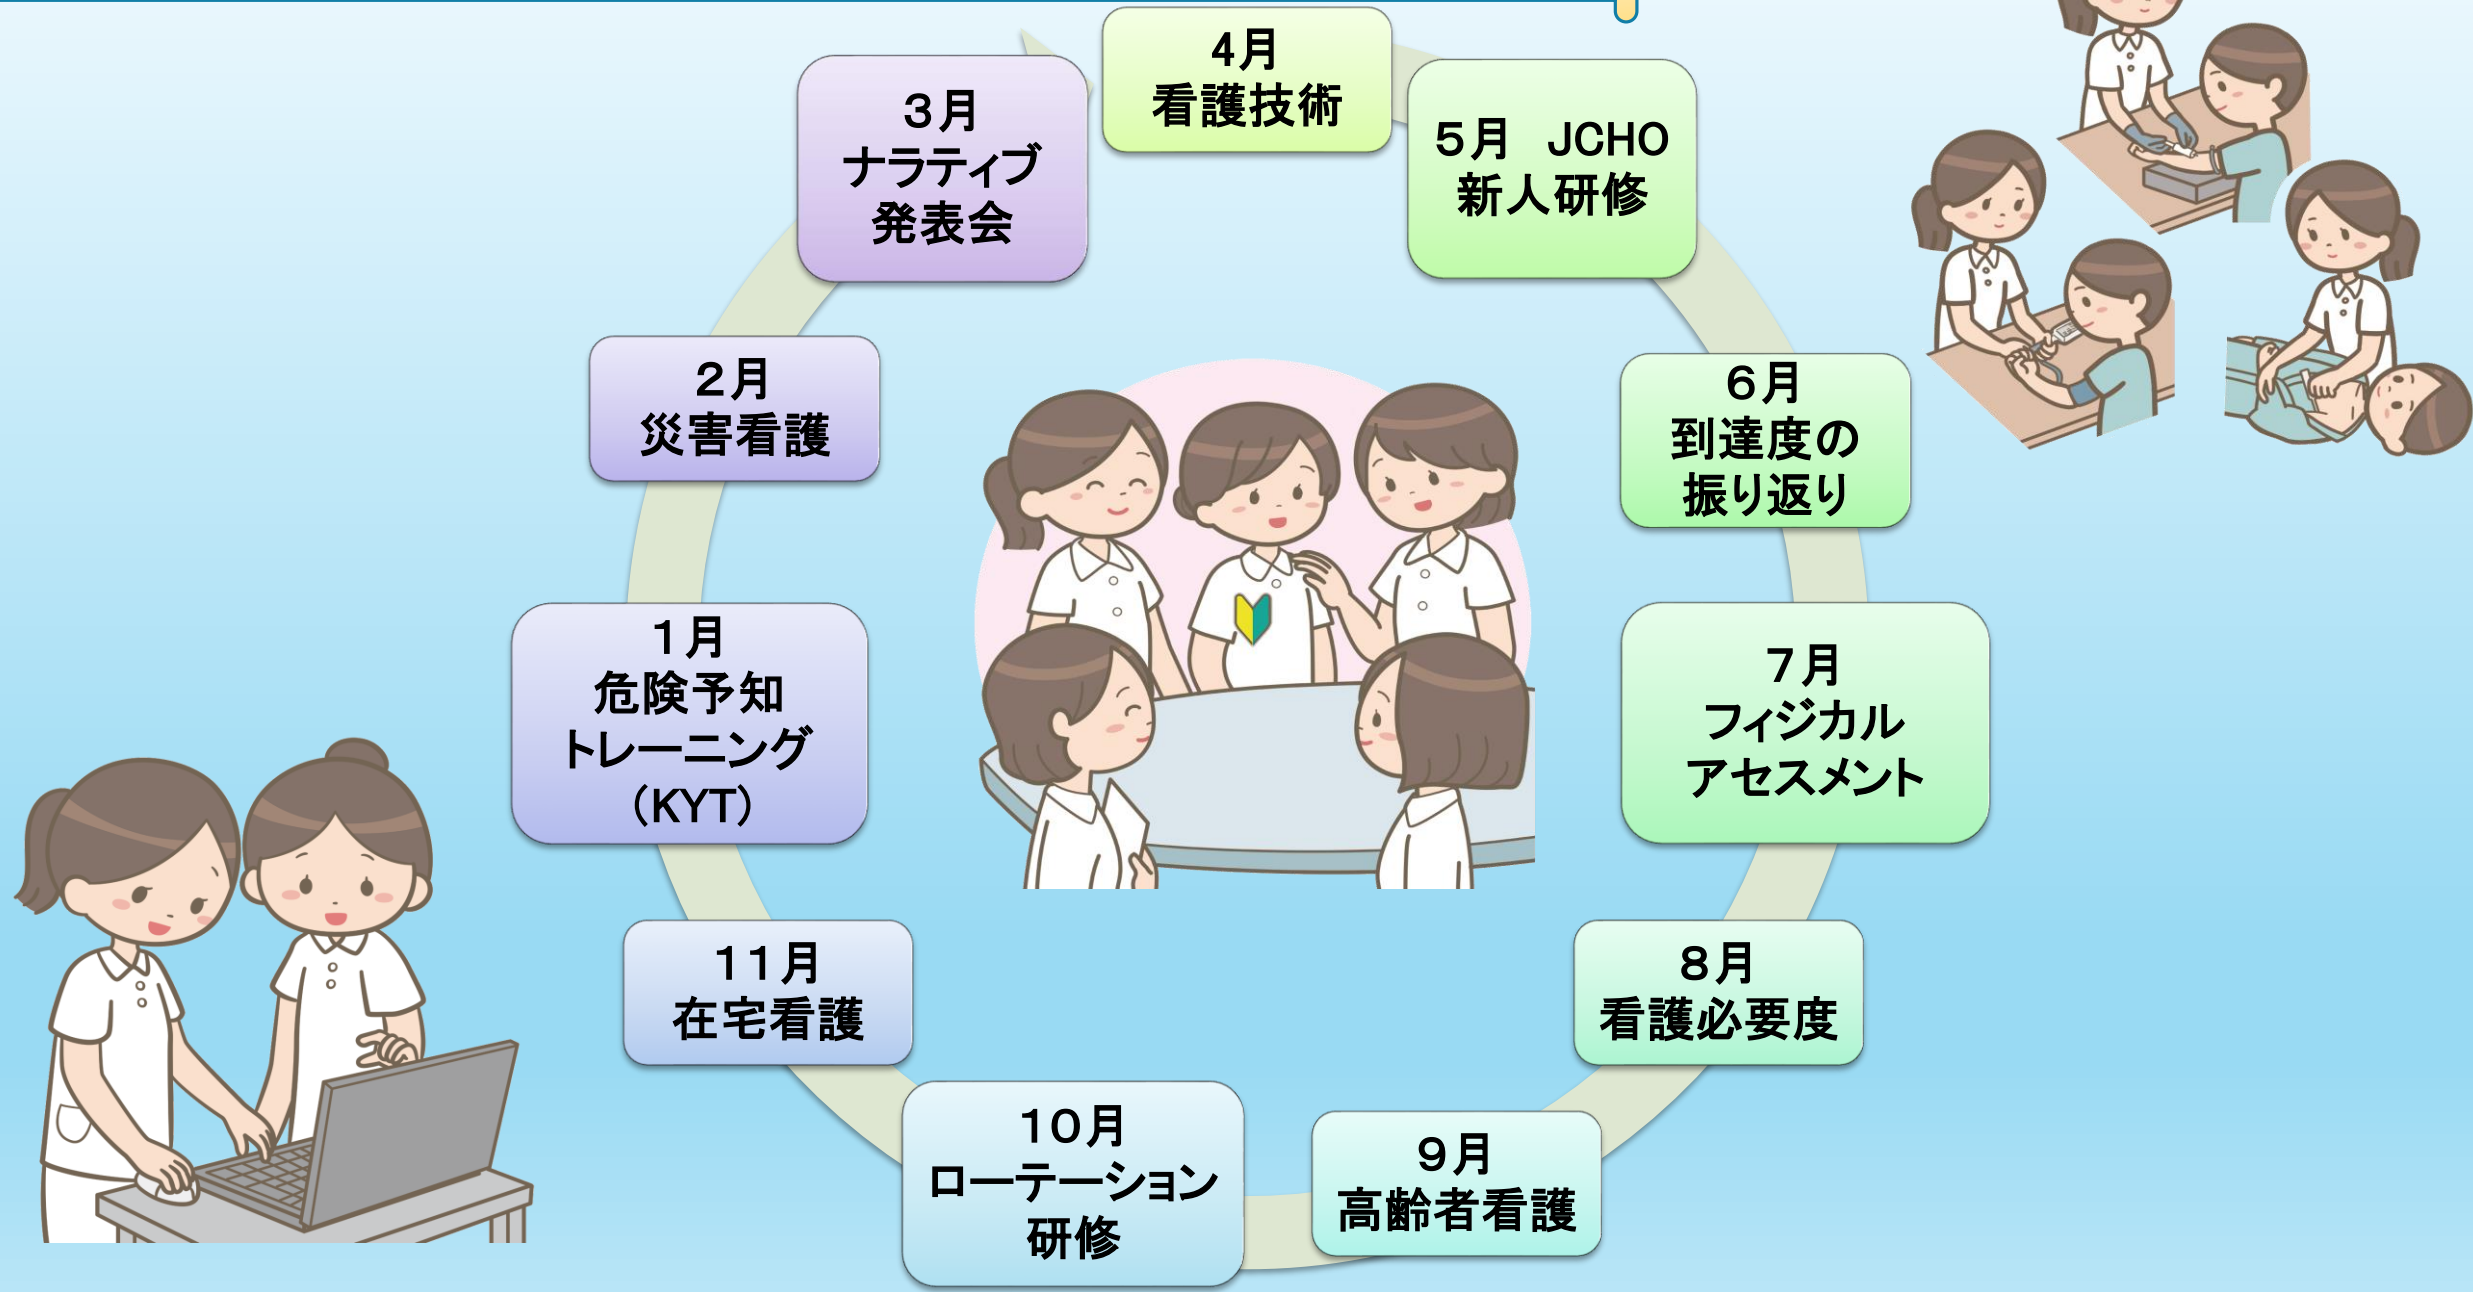 4月
看護技術
５月　JCHO
新人研修
６月
到達度の
振り返り
７月
フィジカル
アセスメント
８月
看護必要度
９月
高齢者看護
１０月
ローテーション
研修
１１月
在宅看護
１月
危険予知
トレーニング
（KYT）
２月
災害看護
３月
ナラティブ
発表会